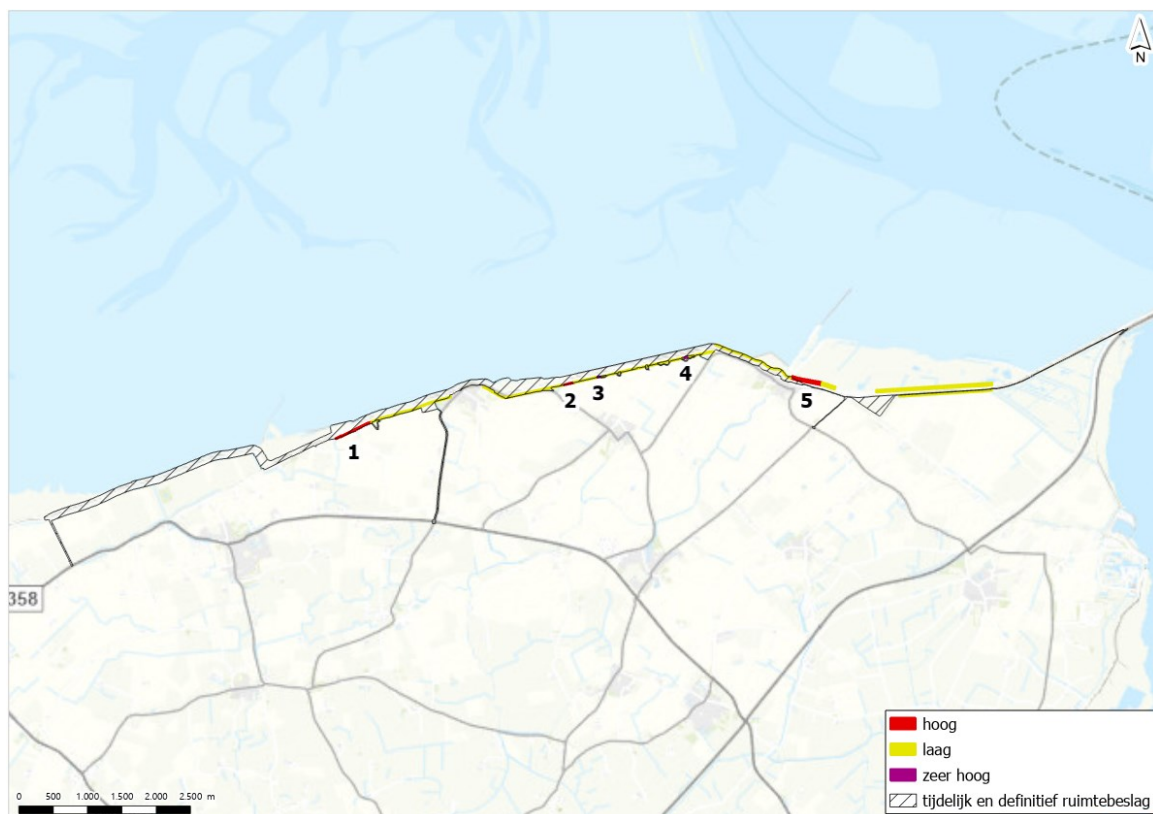 N
4
2
3
5
1
358
hoog
laag
zeer hoog
tijdelijk en definitief ruimtebeslag
0 500 1.000 1.500 2.000 2.500 m